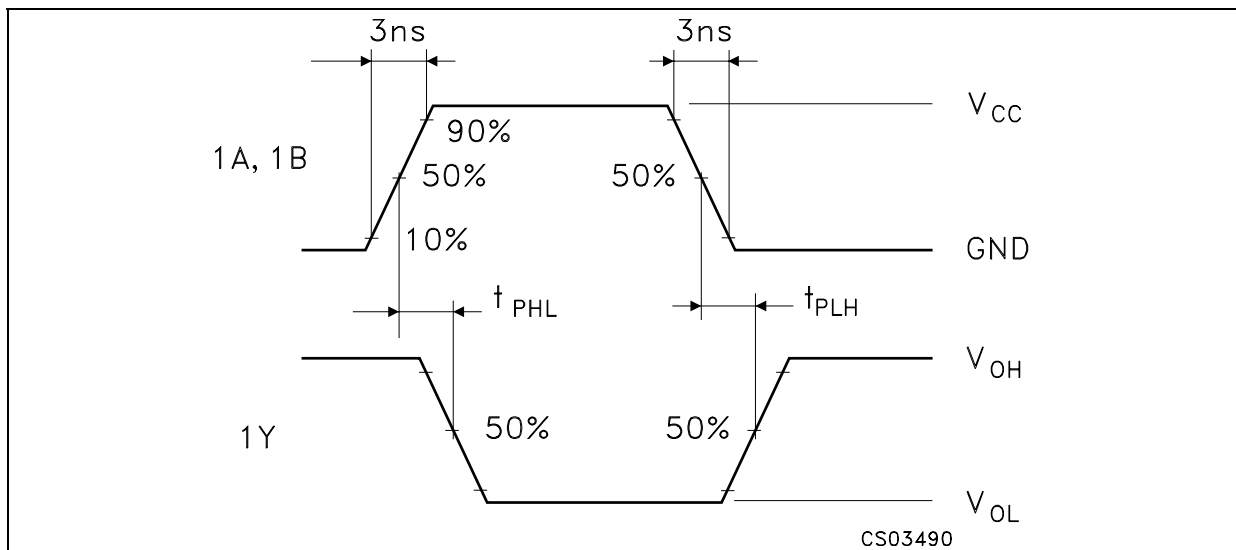 3ns 3ns
V_CC
90%
1A, 1B
50% 50%
10%
GND
t_PHL t_PLH
V_OH
50% 50%
1Y
V_OL
CS03490